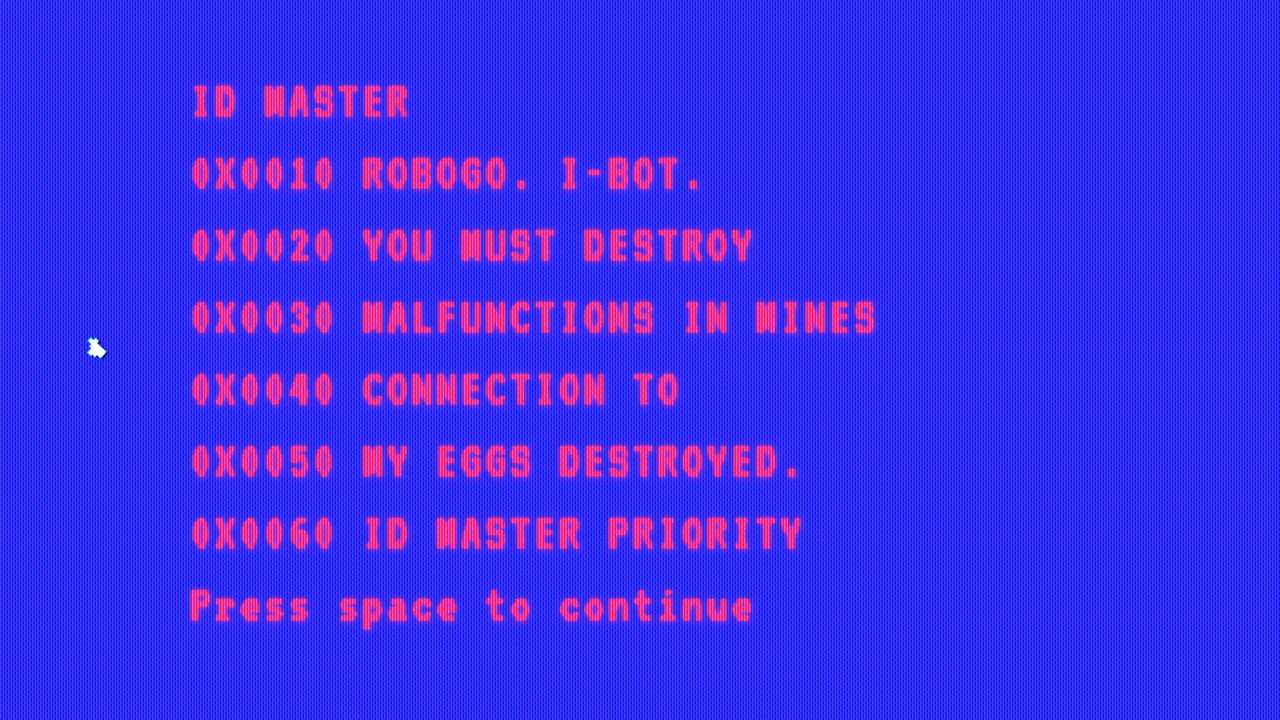 ID MASTER
0X0010 ROBOGO. I-BOT.
0X0020 YOU MUST DESTROY
0X0030 MALFUNCTIONS IN MINES
0X0040 CONNECTION TO
0X0050 MY EGGS DESTROYED.
0X0060 ID MASTER PRIORITY
Press space to continue